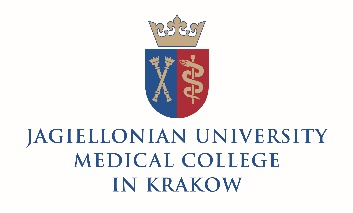 JAGIELLONIAN UNIVERSITY
MEDICAL COLLEGE
IN KRAKOW